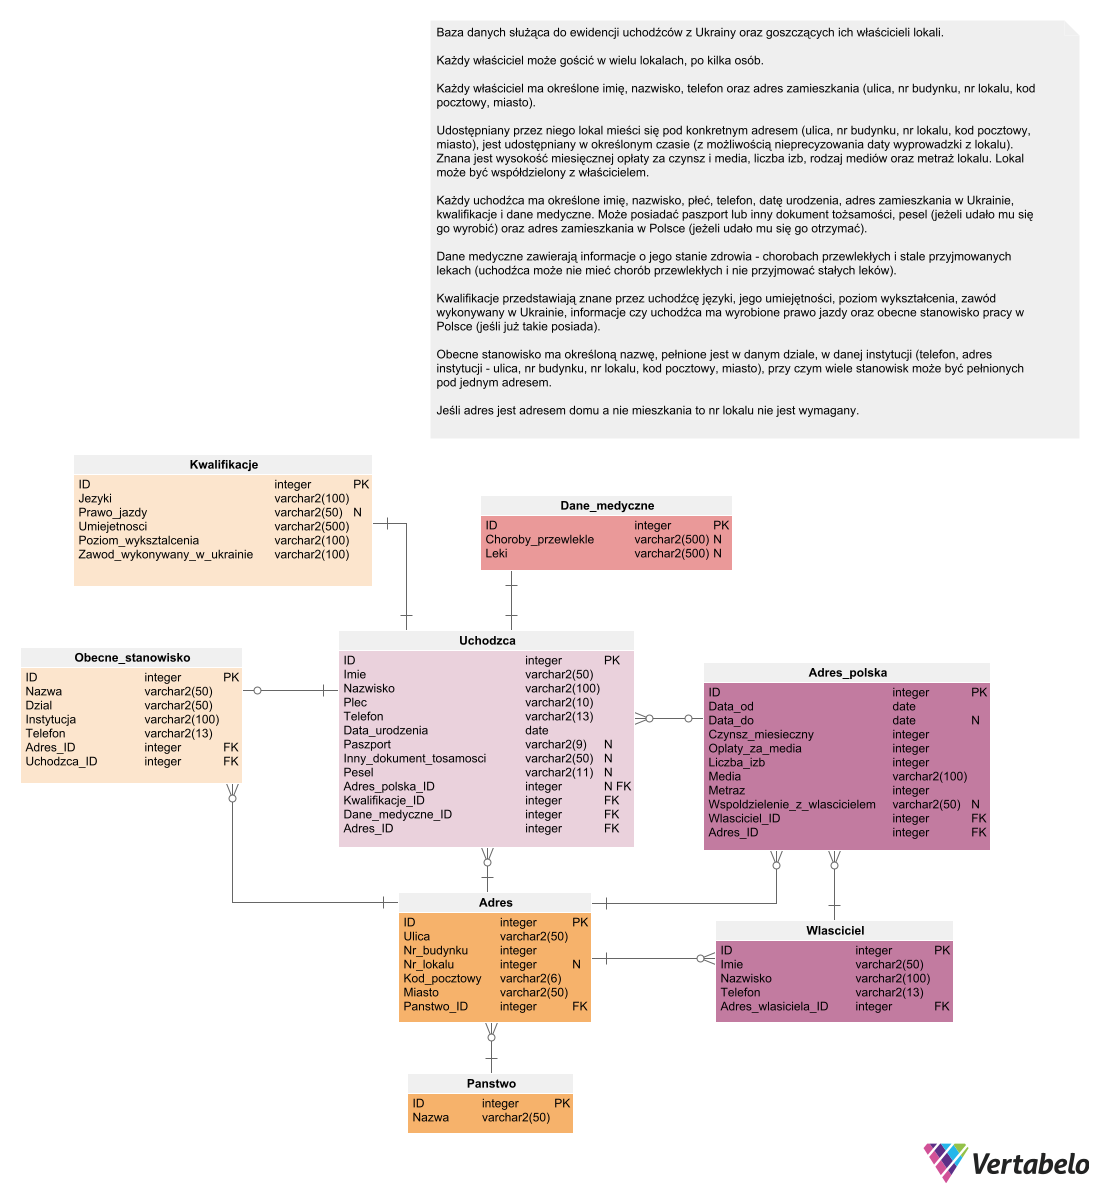 Baza danych służąca do ewidencji uchodźców z Ukrainy oraz goszczących ich właścicieli lokali.
Każdy właściciel może gościć w wielu lokalach, po kilka osób.
Każdy właściciel ma określone imię, nazwisko, telefon oraz adres zamieszkania (ulica, nr budynku, nr lokalu, kod
pocztowy, miasto).
Udostępniany przez niego lokal mieści się pod konkretnym adresem (ulica, nr budynku, nr lokalu, kod pocztowy,
miasto), jest udostępniany w określonym czasie (z możliwością nieprecyzowania daty wyprowadzki z lokalu).
Znana jest wysokość miesięcznej opłaty za czynsz i media, liczba izb, rodzaj mediów oraz metraż lokalu. Lokal
może być współdzielony z właścicielem.
Każdy uchodźca ma określone imię, nazwisko, płeć, telefon, datę urodzenia, adres zamieszkania w Ukrainie,
kwalifikacje i dane medyczne. Może posiadać paszport lub inny dokument tożsamości, pesel (jeżeli udało mu się
go wyrobić) oraz adres zamieszkania w Polsce (jeżeli udało mu się go otrzymać).
Dane medyczne zawierają informacje o jego stanie zdrowia - chorobach przewlekłych i stale przyjmowanych
lekach (uchodźca może nie mieć chorób przewlekłych i nie przyjmować stałych leków).
Kwalifikacje przedstawiają znane przez uchodźcę języki, jego umiejętności, poziom wykształcenia, zawód
wykonywany w Ukrainie, informacje czy uchodźca ma wyrobione prawo jazdy oraz obecne stanowisko pracy w
Polsce (jeśli już takie posiada).
Obecne stanowisko ma określoną nazwę, pełnione jest w danym dziale, w danej instytucji (telefon, adres
instytucji - ulica, nr budynku, nr lokalu, kod pocztowy, miasto), przy czym wiele stanowisk może być pełnionych
pod jednym adresem.
Jeśli adres jest adresem domu a nie mieszkania to nr lokalu nie jest wymagany.
Kwalifikacje
ID integer PK
Jezyki varchar2(100)
Prawo_jazdy varchar2(50) N
Umiejetnosci varchar2(500)
Poziom_wyksztalcenia varchar2(100)
Zawod_wykonywany_w_ukrainie varchar2(100)
Dane_medyczne
ID integer PK
Choroby_przewlekle varchar2(500) N
Leki varchar2(500) N
Obecne_stanowisko
ID integer PK
Nazwa varchar2(50)
Dzial varchar2(50)
Instytucja varchar2(100)
Telefon varchar2(13)
Adres_ID integer FK
Uchodzca_ID integer FK
Uchodzca
ID integer PK
Imie varchar2(50)
Nazwisko varchar2(100)
Plec varchar2(10)
Telefon varchar2(13)
Data_urodzenia date
Paszport varchar2(9) N
Inny_dokument_tosamosci varchar2(50) N
Pesel varchar2(11) N
Adres_polska_ID integer N FK
Kwalifikacje_ID integer FK
Dane_medyczne_ID integer FK
Adres_ID integer FK
Adres_polska
ID integer PK
Data_od date
Data_do date N
Czynsz_miesieczny integer
Oplaty_za_media integer
Liczba_izb integer
Media varchar2(100)
Metraz integer
Wspoldzielenie_z_wlascicielem varchar2(50) N
Wlasciciel_ID integer FK
Adres_ID integer FK
Adres
ID integer PK
Ulica varchar2(50)
Nr_budynku integer
Nr_lokalu integer N
Kod_pocztowy varchar2(6)
Miasto varchar2(50)
Panstwo_ID integer FK
Wlasciciel
ID integer PK
Imie varchar2(50)
Nazwisko varchar2(100)
Telefon varchar2(13)
Adres_wlasiciela_ID integer FK
Panstwo
ID integer PK
Nazwa varchar2(50)
Vertabelo